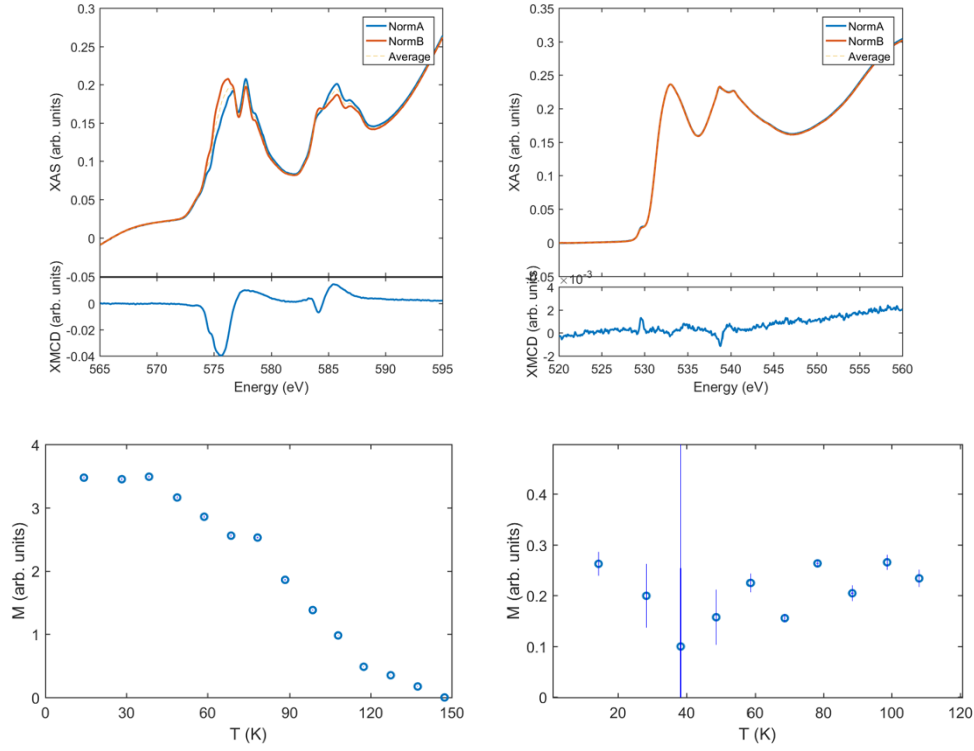 0.3
0.25
0.2
0.15
0.1
0.05
0
-0.05
XAS (arb. units)
NormA
NormB
Average
0
-0.02
-0.04
XMCD (arb. units)
565 570 575 580 585 590 595
Energy (eV)
0.35
0.3
0.25
0.2
0.15
0.1
0.05
0
0.05
XAS (arb. units)
NormA
NormB
Average
×10-3
4
2
0
-2
XMCD (arb. units)
520 525 530 535 540 545 550 555 560
Energy (eV)
4
3
2
1
0
M (arb. units)
0 30 60 90 120 150
T (K)
0.4
0.3
0.2
0.1
0
M (arb. units)
20 40 60 80 100 120
T (K)